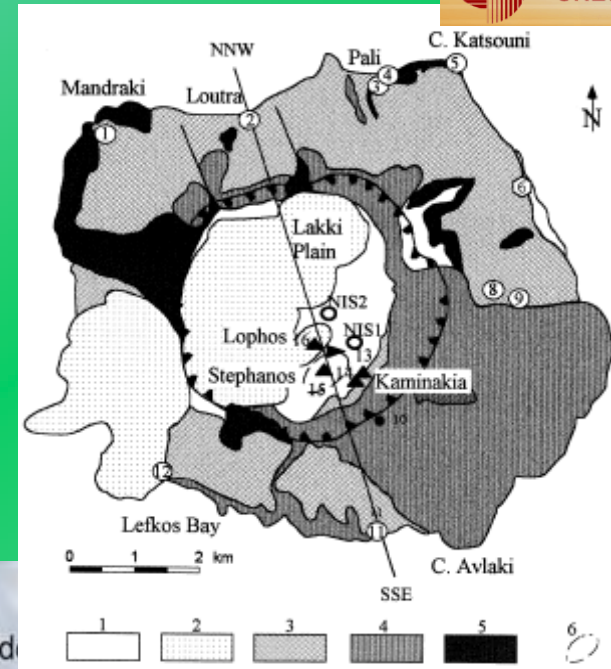 C. Katsouni
NNW
Pali
5
4
3
Mandraki
Loutra
N
1
2
6
Lakki
Plain
NIS2
8
9
Lophos
16
NIS1
13
Stephanos
14
Kaminakia
15
10
12
Lefkos Bay
11
0 1 2 km
C. Avlaki
SSE
1 2 3 4 5 6